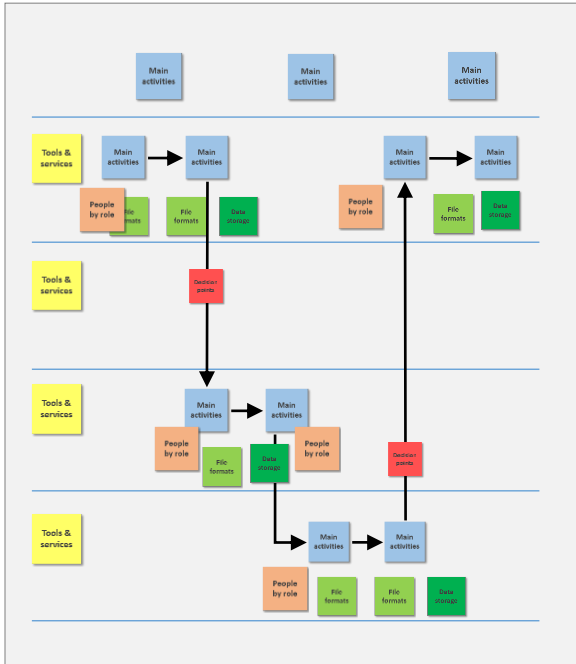 Main
activities
Main
activities
Main
activities
Tools &
services
Main
activities
Main
activities
Main
activities
Main
activities
People
by role
File
formats
File
formats
Data
storage
People
by role
File
formats
Data
storage
Tools &
services
Decision
points
Tools &
services
Main
activities
Main
activities
People
by role
File
formats
Data
storage
People
by role
Decision
points
Tools &
services
Main
activities
Main
activities
People
by role
File
formats
File
formats
Data
storage